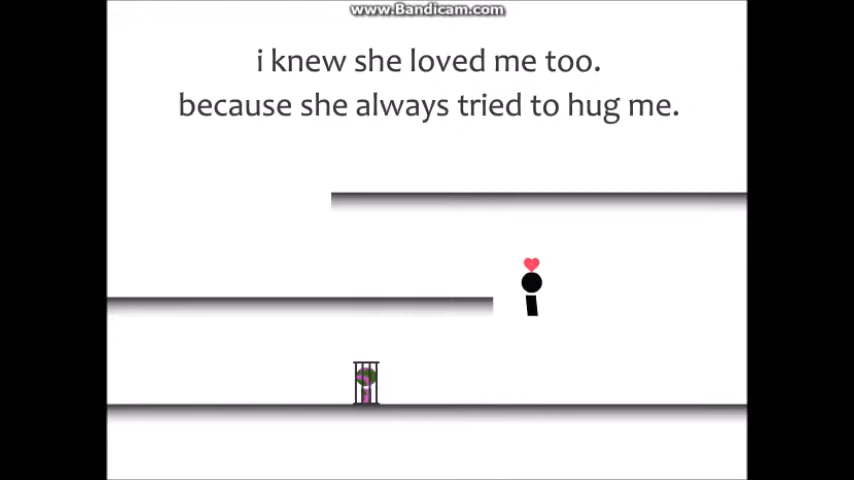 www.Bandicam.com
i knew she loved me too.
because she always tried to hug me.